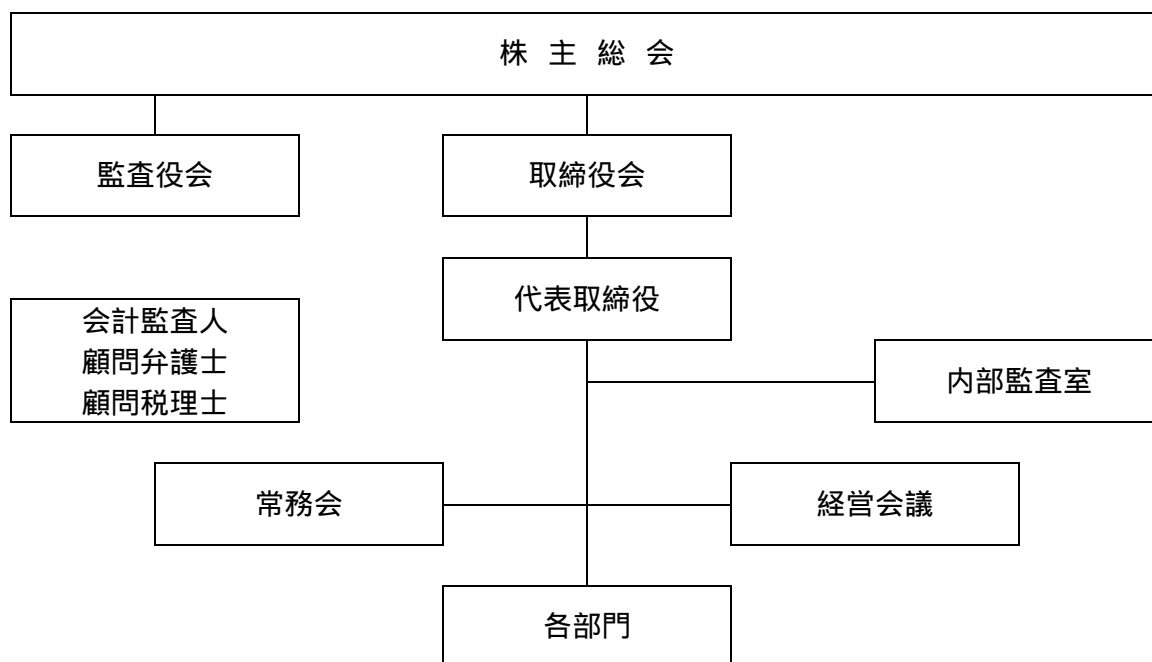 株 主 総 会
監査役会
取締役会
代表取締役
会計監査人
顧問弁護士
顧問税理士
内部監査室
常務会
経営会議
各部門